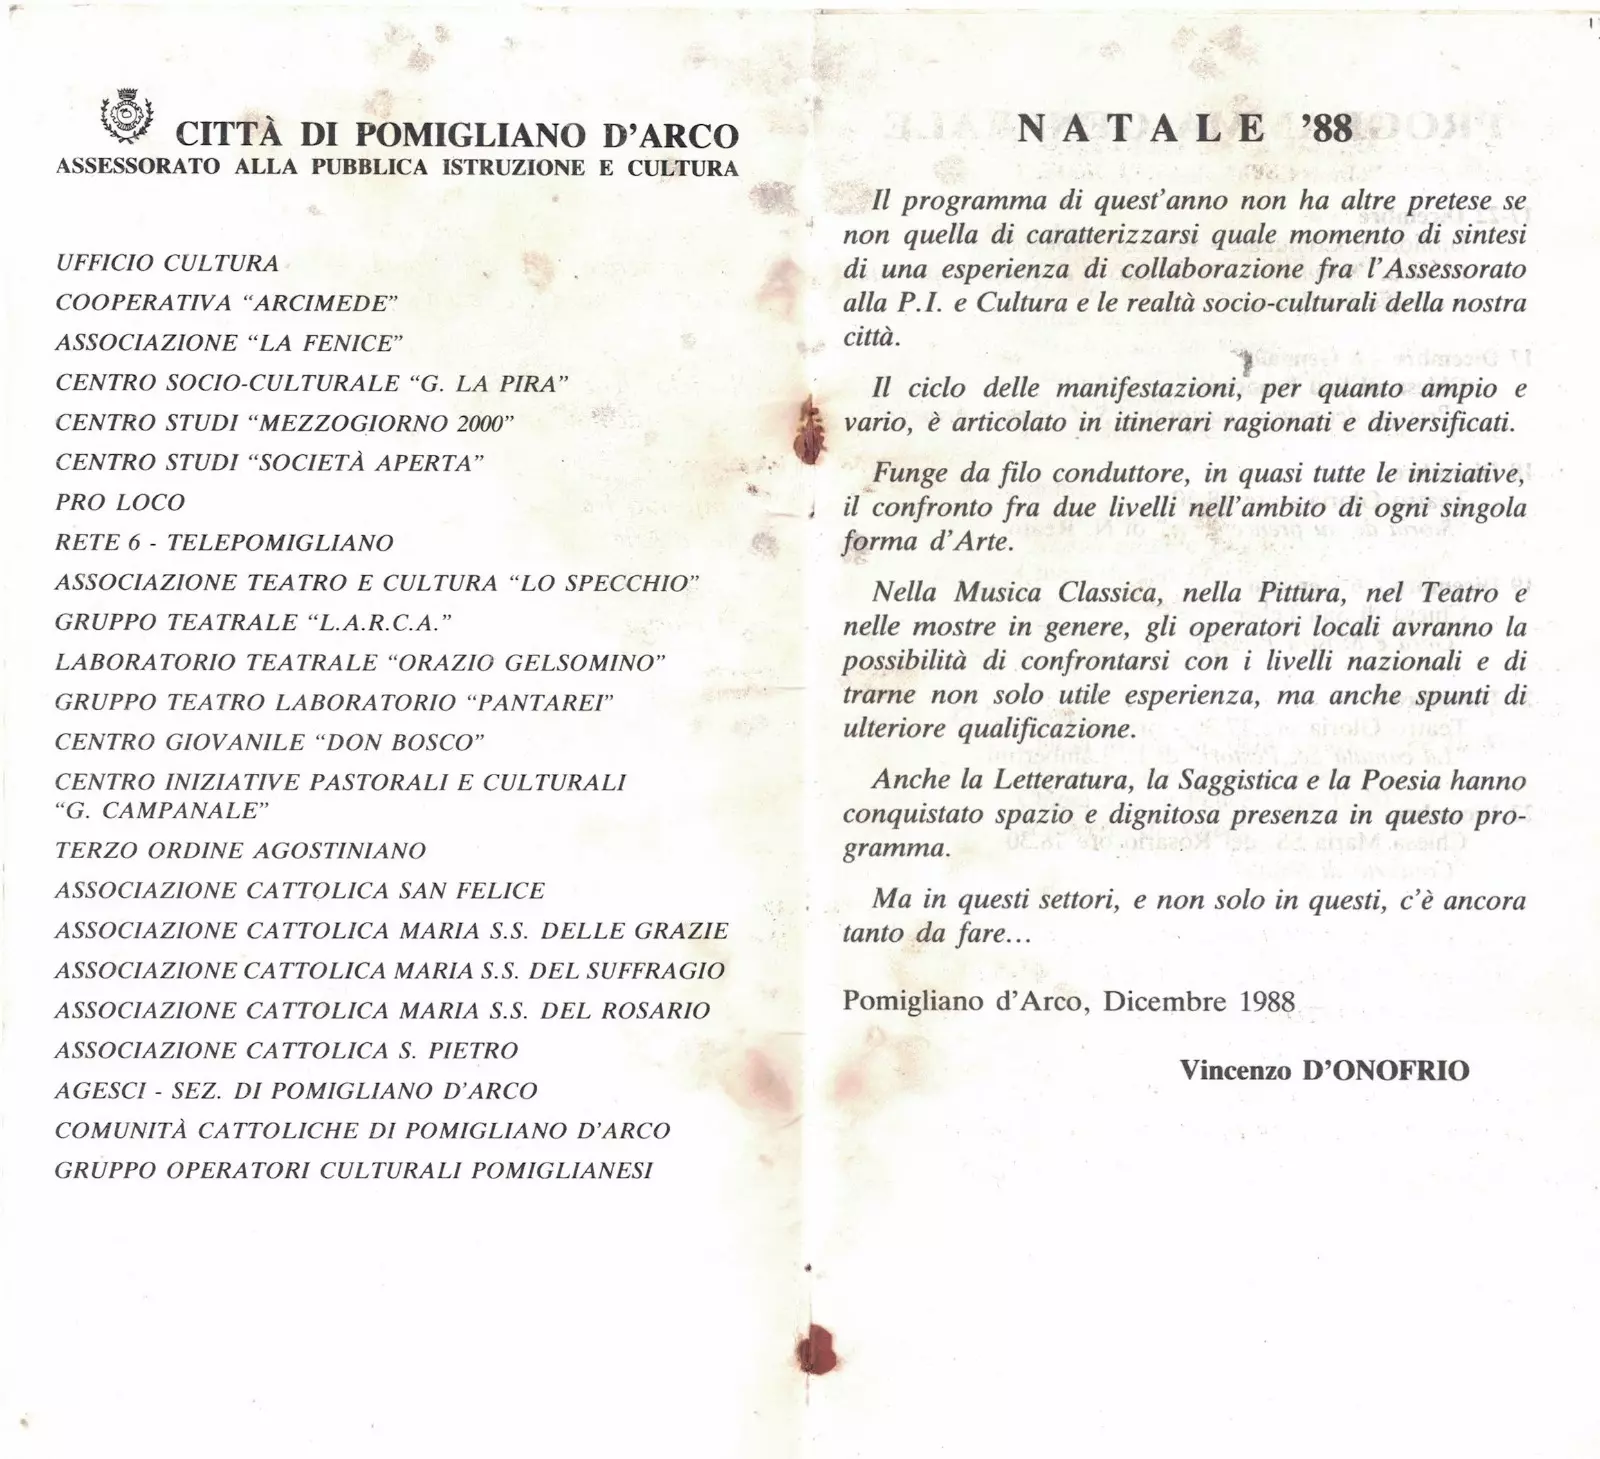 CITTÀ DI POMIGLIANO D'ARCO
ASSESSORATO ALLA PUBBLICA ISTRUZIONE E CULTURA
UFFICIO CULTURA
COOPERATIVA “ARCIMEDE”
ASSOCIAZIONE “LA FENICE”
CENTRO SOCIO-CULTURALE “G. LA PIRA”
CENTRO STUDI “MEZZOGIORNO 2000”
CENTRO STUDI “SOCIETÀ APERTA”
PRO LOCO
RETE 6 - TELEPOMIGLIANO
ASSOCIAZIONE TEATRO E CULTURA “LO SPECCHIO”
GRUPPO TEATRALE “L.A.R.C.A.”
LABORATORIO TEATRALE “ORAZIO GELSOMINO”
GRUPPO TEATRO LABORATORIO “PANTAREI”
CENTRO GIOVANILE “DON BOSCO”
CENTRO INIZIATIVE PASTORALI E CULTURALI
“G. CAMPANALE”
TERZO ORDINE AGOSTINIANO
ASSOCIAZIONE CATTOLICA SAN FELICE
ASSOCIAZIONE CATTOLICA MARIA S.S. DELLE GRAZIE
ASSOCIAZIONE CATTOLICA MARIA S.S. DEL SUFFRAGIO
ASSOCIAZIONE CATTOLICA MARIA S.S. DEL ROSARIO
ASSOCIAZIONE CATTOLICA S. PIETRO
AGESCI - SEZ. DI POMIGLIANO D'ARCO
COMUNITÀ CATTOLICHE DI POMIGLIANO D'ARCO
GRUPPO OPERATORI CULTURALI POMIGLIANESI
NATALE '88
Il programma di quest'anno non ha altre pretese se
non quella di caratterizzarsi quale momento di sintesi
di una esperienza di collaborazione fra l'Assessorato
alla P.I. e Cultura e le realtà socio-culturali della nostra
città.
Il ciclo delle manifestazioni, per quanto ampio e
vario, è articolato in itinerari ragionati e diversificati.
Funge da filo conduttore, in quasi tutte le iniziative,
il confronto fra due livelli nell'ambito di ogni singola
forma d'Arte.
Nella Musica Classica, nella Pittura, nel Teatro e
nelle mostre in genere, gli operatori locali avranno la
possibilità di confrontarsi con i livelli nazionali e di
trarne non solo utile esperienza, ma anche spunti di
ulteriore qualificazione.
Anche la Letteratura, la Saggistica e la Poesia hanno
conquistato spazio e dignitosa presenza in questo pro-
gramma.
Ma in questi settori, e non solo in questi, c'è ancora
tanto da fare...
Pomigliano d'Arco, Dicembre 1988
Vincenzo D'ONOFRIO